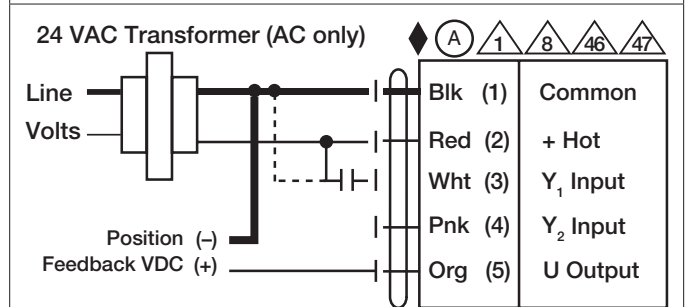 24 VAC Transformer (AC only)
A 1 8 46 47
Line
Volts
Blk (1) Common
Red (2) + Hot
Wht (3) Y1 Input
Pnk (4) Y2 Input
Position (–)
Feedback VDC (+)
Org (5) U Output